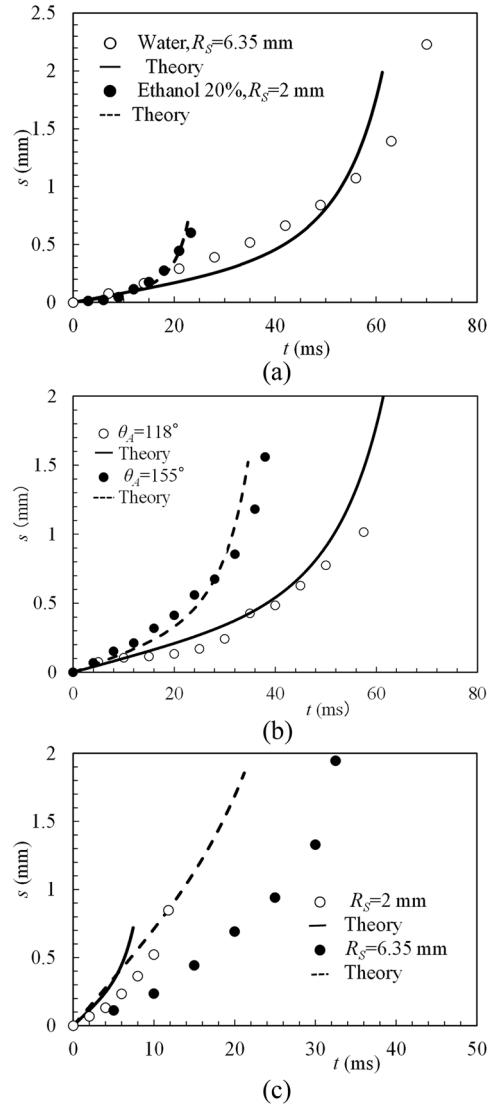 2.5
2
1.5
1
0.5
0
s (mm)
Water,RS=6.35 mm
Theory
Ethanol 20%,RS=2 mm
Theory
0 20 40 60 80
t (ms)
(a)
2
1.5
1
0.5
0
s (mm)
θA=118°
Theory
θA=155°
Theory
0 20 40 60 80
t (ms)
(b)
2
1.5
1
0.5
0
s (mm)
RS=2 mm
Theory
RS=6.35 mm
Theory
0 10 20 30 40 50
t (ms)
(c)